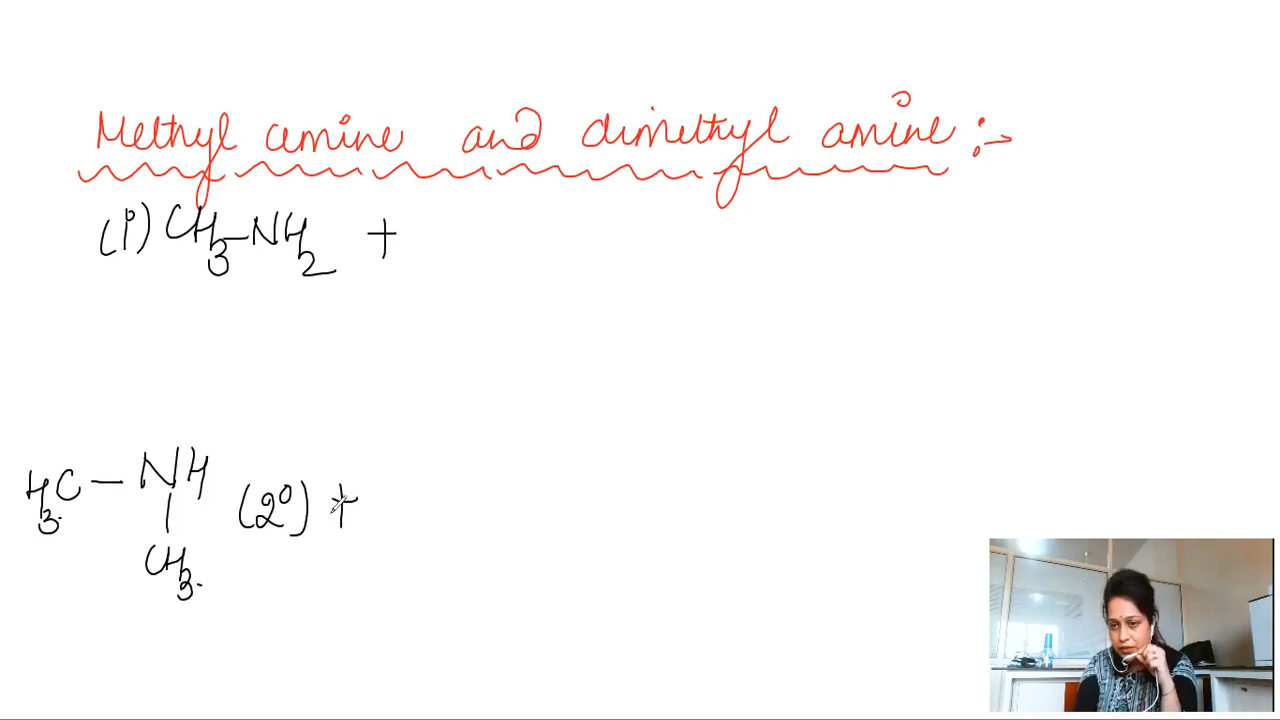 Methyl amine and dimethyl amine :-
(i) CH3-NH2 +
H3C - NH (2°) +
|
CH3.